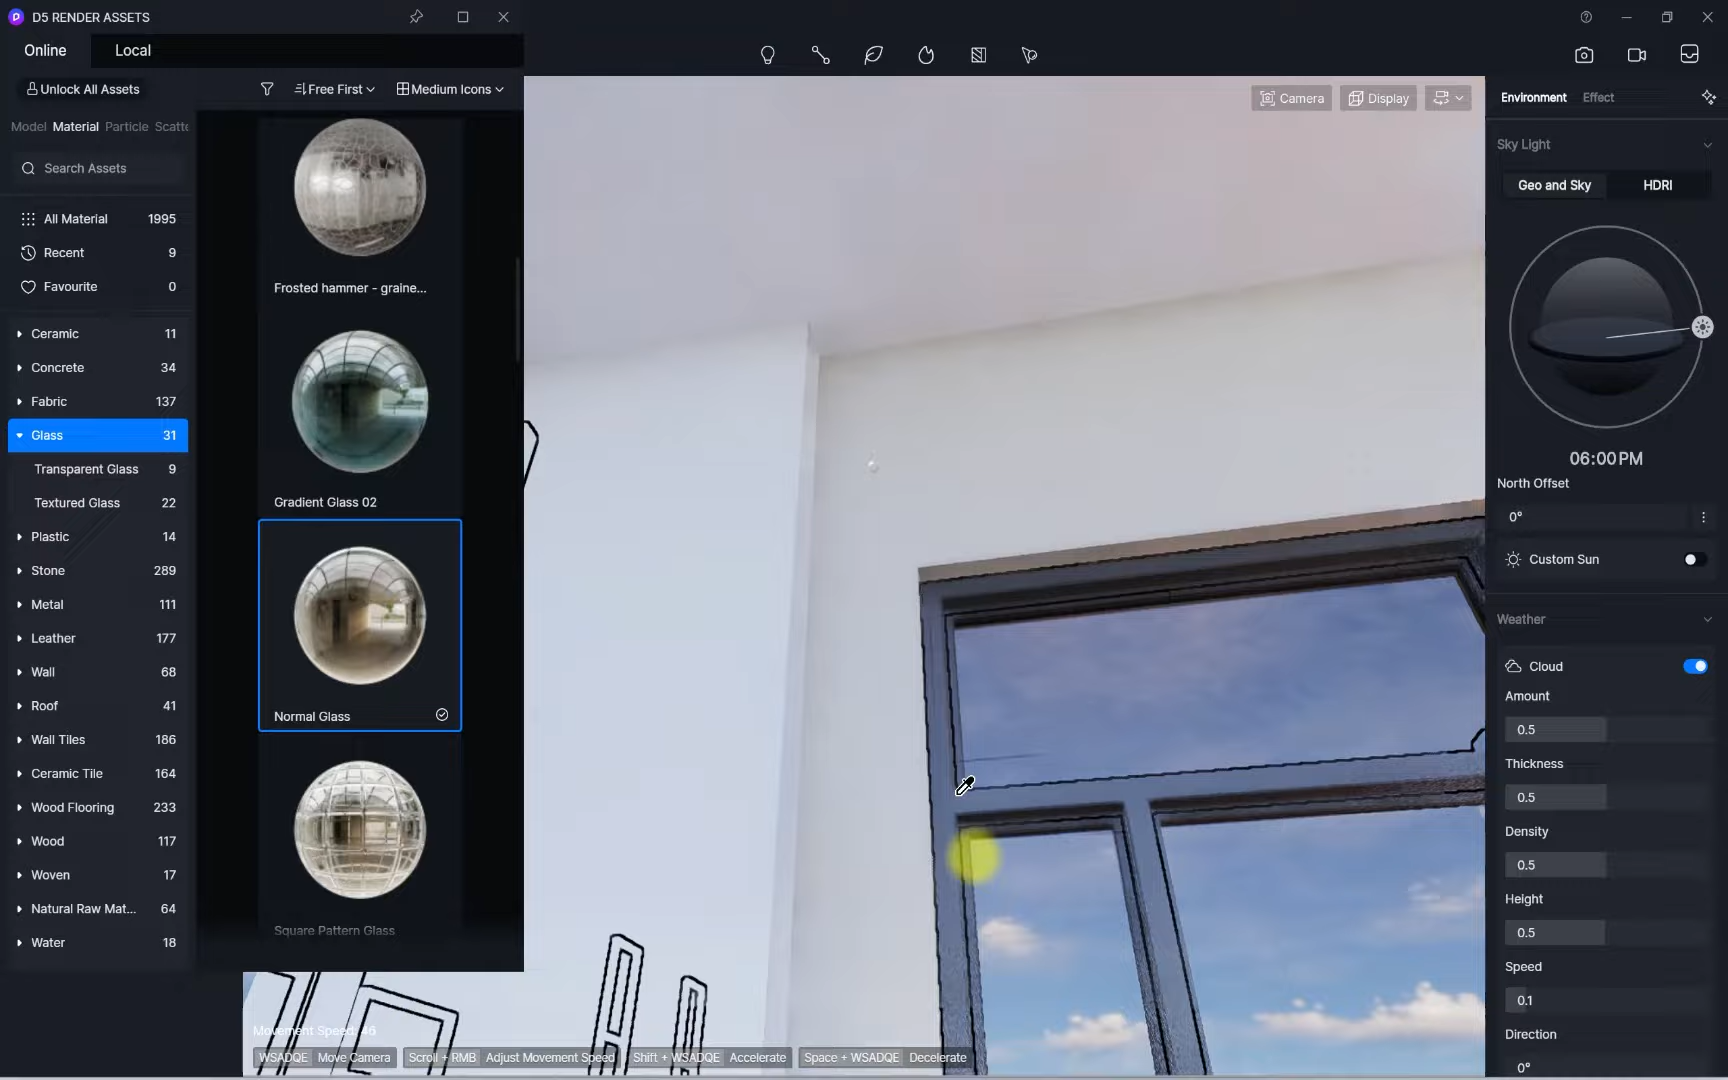 D5 RENDER ASSETS
Online
Local
Unlock All Assets
Free First
Medium Icons
Model Material Particle Scatte
Search Assets
All Material 1995
Recent 9
Favourite 0
Ceramic 11
Concrete 34
Fabric 137
Glass 31
Transparent Glass 9
Textured Glass 22
Plastic 14
Stone 289
Metal 111
Leather 177
Wall 68
Roof 41
Wall Tiles 186
Ceramic Tile 164
Wood Flooring 233
Wood 117
Woven 17
Natural Raw Mat... 64
Water 18
Frosted hammer - graine...
Gradient Glass 02
Normal Glass
Square Pattern Glass
Camera
Display
Movement Speed: 46
WSADQE Move Camera Scroll + RMB Adjust Movement Speed Shift + WSADQE Accelerate Space + WSADQE Decelerate
Environment Effect
Sky Light
Geo and Sky HDRI
06:00 PM
North Offset
0°
Custom Sun
Weather
Cloud
Amount
0.5
Thickness
0.5
Density
0.5
Height
0.5
Speed
0.1
Direction
0°